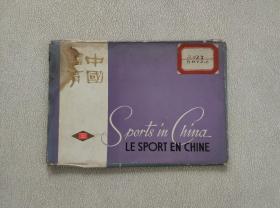 中國
體育
Sports in China
LE SPORT EN CHINE